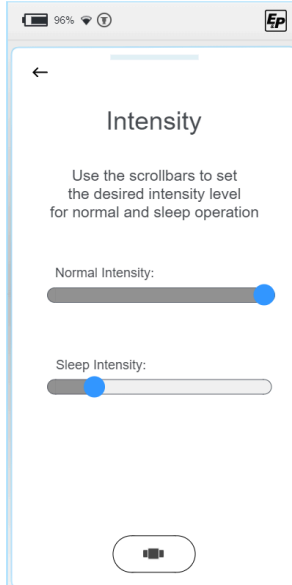 96%
EP
Intensity
Use the scrollbars to set
the desired intensity level
for normal and sleep operation
Normal Intensity:
Sleep Intensity: